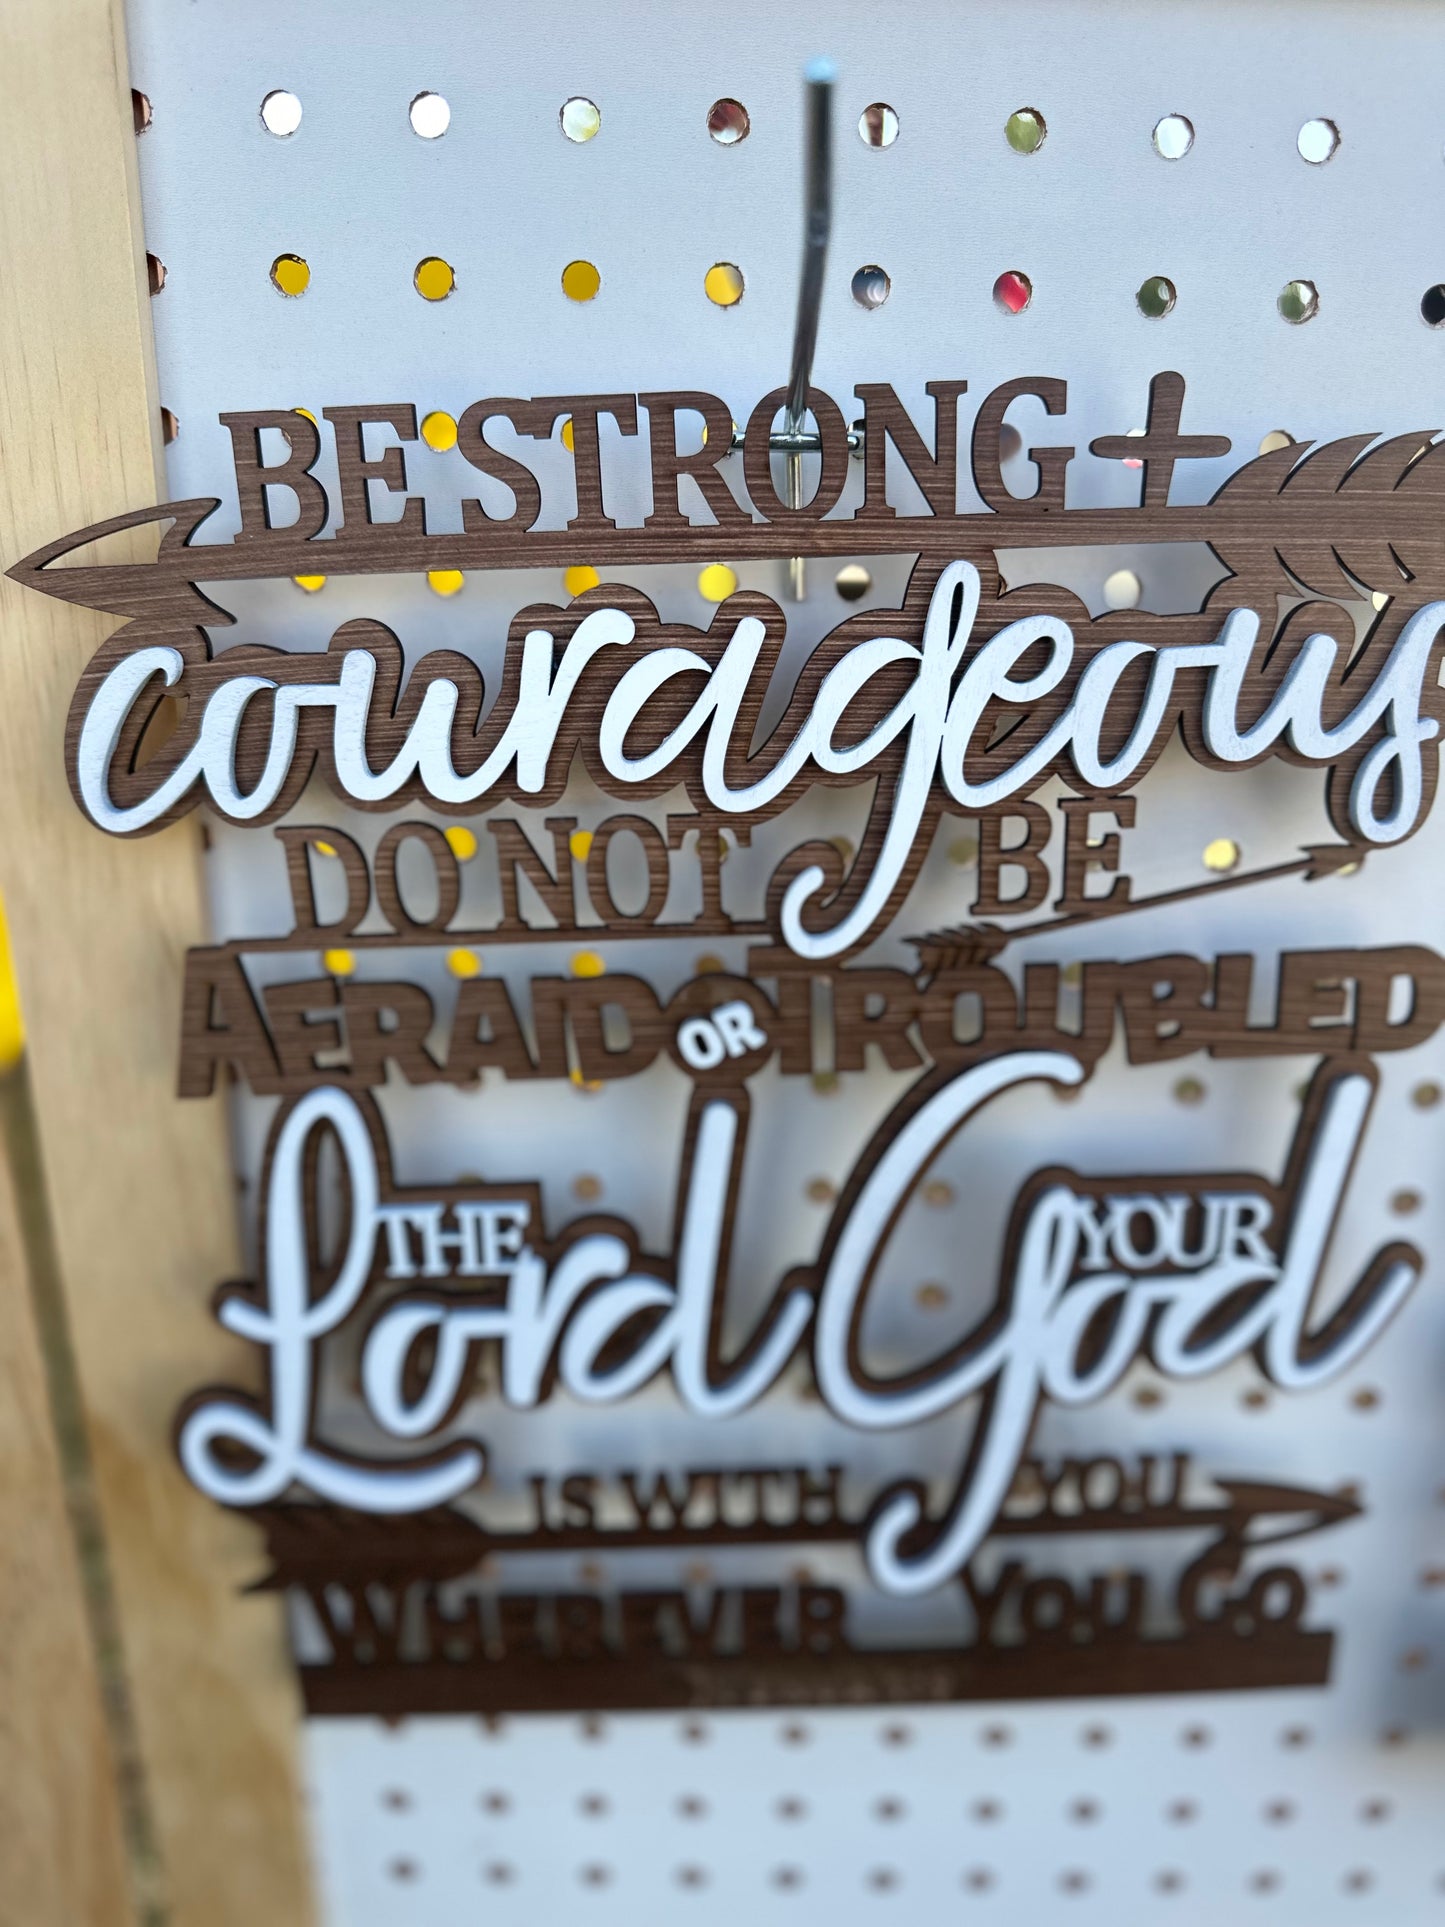 BE STRONG +
courageous
DO NOT BE
AFRAID OR TROUBLED
THE Lord YOUR God
IS WITH YOU
WHEREVER YOU GO